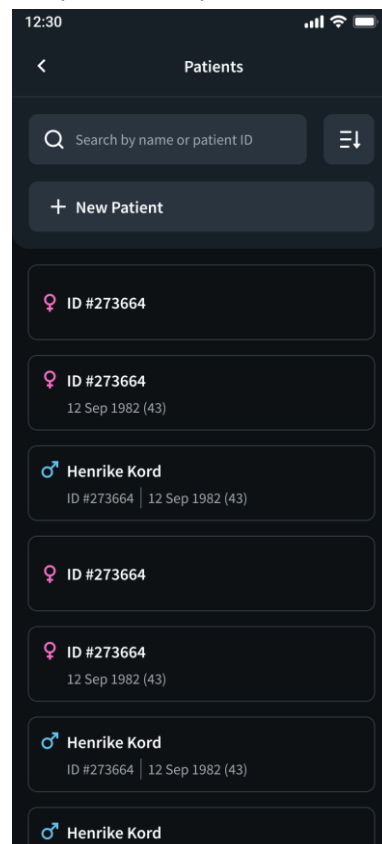 12:30
Patients
Search by name or patient ID
New Patient
ID #273664
ID #273664
12 Sep 1982 (43)
Henrike Kord
ID #273664 | 12 Sep 1982 (43)
ID #273664
ID #273664
12 Sep 1982 (43)
Henrike Kord
ID #273664 | 12 Sep 1982 (43)
Henrike Kord